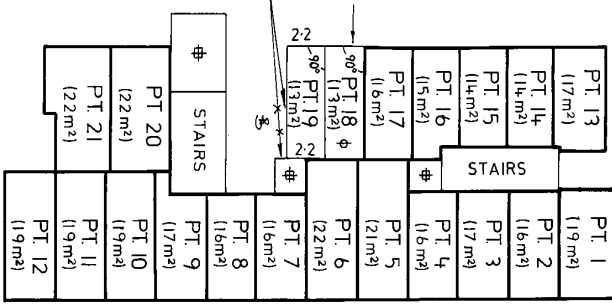 2·2
90°
90°
PT. 21
(22m²)
PT 20
(22m²)
STAIRS
PT. 19
(13m²)
PT. 18
(13m²)
PT. 17
(16m²)
PT. 16
(15m²)
PT. 15
(14m²)
PT. 14
(14m²)
PT. 13
(17m²)
2·2
STAIRS
PT. 12
(19m²)
PT. 11
(19m²)
PT. 10
(19m²)
PT. 9
(17m²)
PT. 8
(16m²)
PT. 7
(16m²)
PT. 6
(22m²)
PT. 5
(21m²)
PT. 4
(16m²)
PT. 3
(17m²)
PT. 2
(16m²)
PT. 1
(19m²)